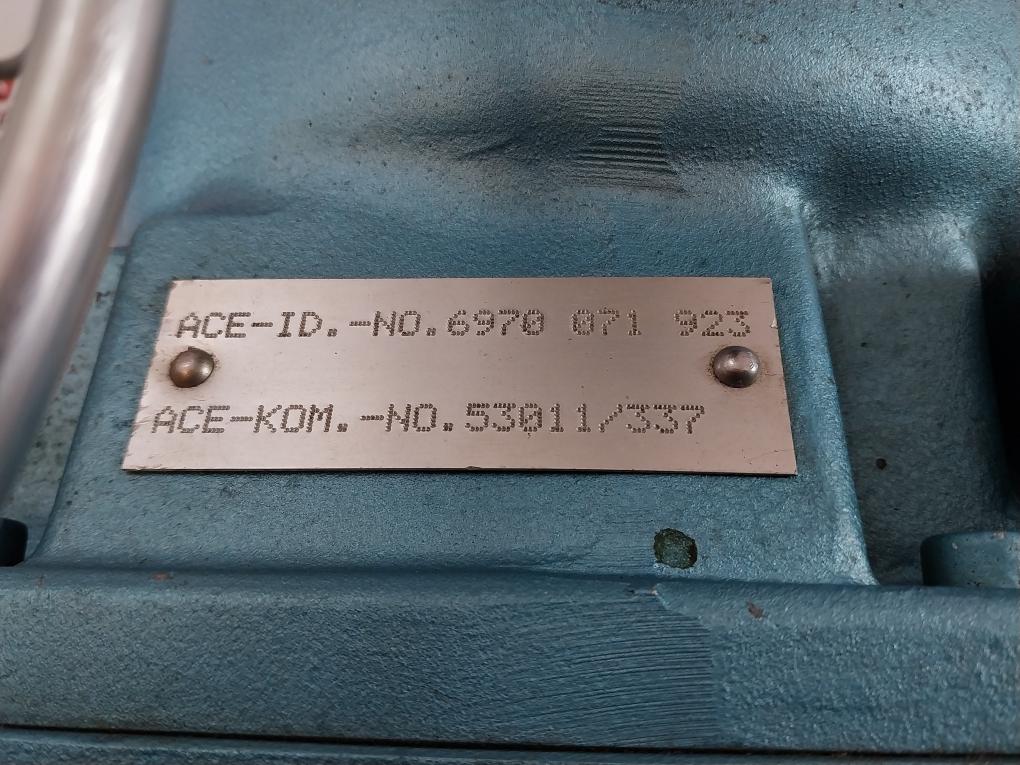 ACE-ID.-NO.6970 071 923
ACE-KOM.-NO.53011/337